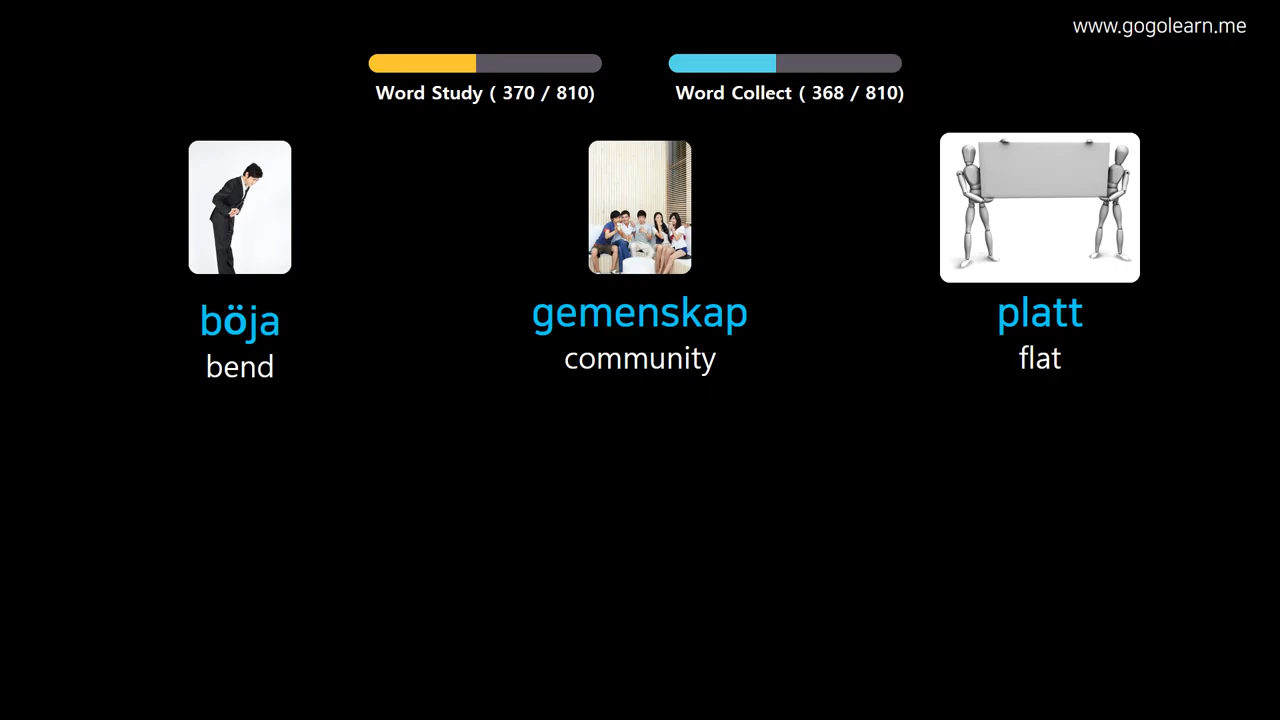 www.gogolearn.me
Word Study ( 370 / 810)
Word Collect ( 368 / 810)
böja
bend
gemenskap
community
platt
flat